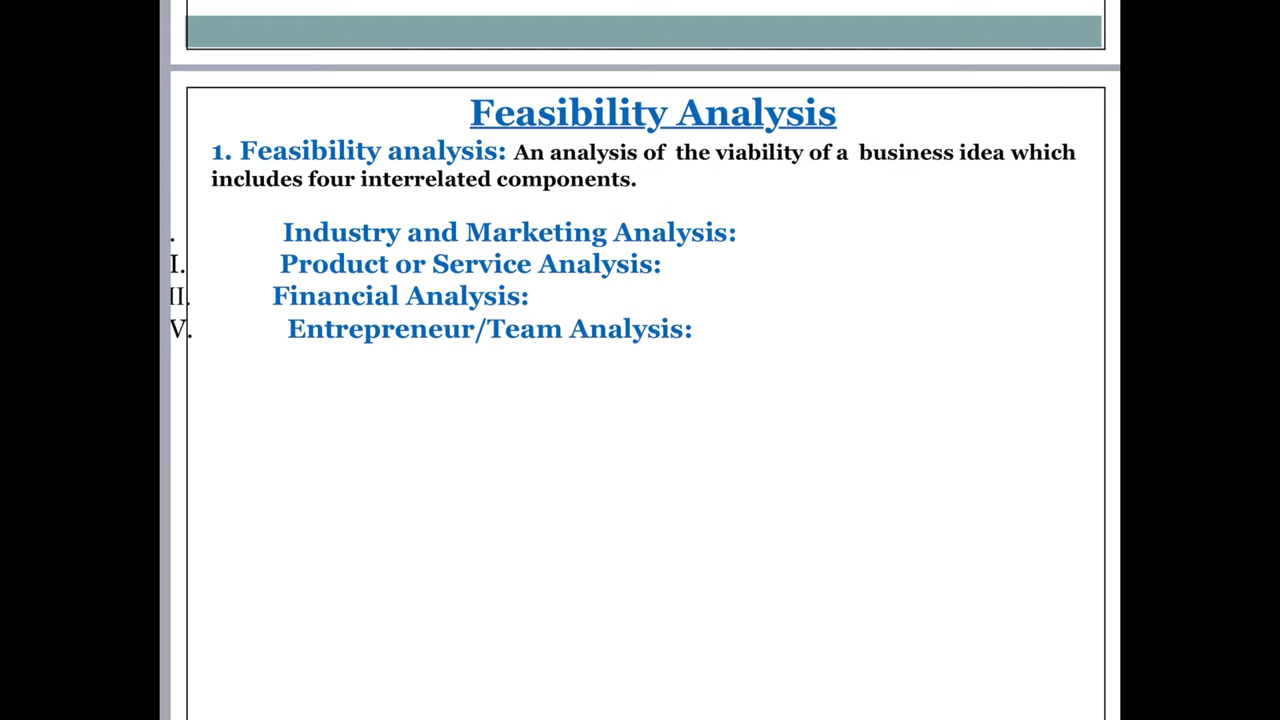 Feasibility Analysis
1. Feasibility analysis: An analysis of the viability of a business idea which
includes four interrelated components.
. Industry and Marketing Analysis:
I. Product or Service Analysis:
II. Financial Analysis:
V. Entrepreneur/Team Analysis: